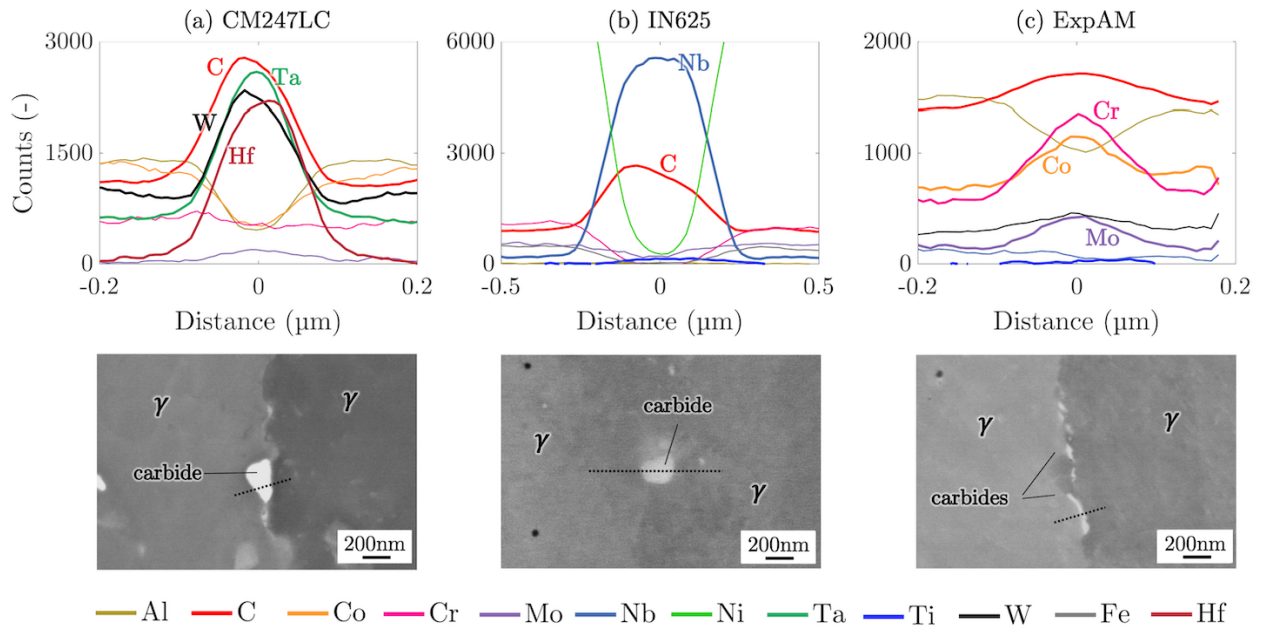 (a) CM247LC (b) IN625 (c) ExpAM
Counts (-)
3000
1500
0
C
Ta
W
Hf
-0.2 0 0.2
Distance (μm)
6000
3000
0
Nb
C
-0.5 0 0.5
Distance (μm)
2000
1000
0
Cr
Co
Mo
-0.2 0 0.2
Distance (μm)
γ γ
carbide
200nm
carbide
γ
γ
200nm
γ γ
carbides
200nm
Al C Co Cr Mo Nb Ni Ta Ti W Fe Hf